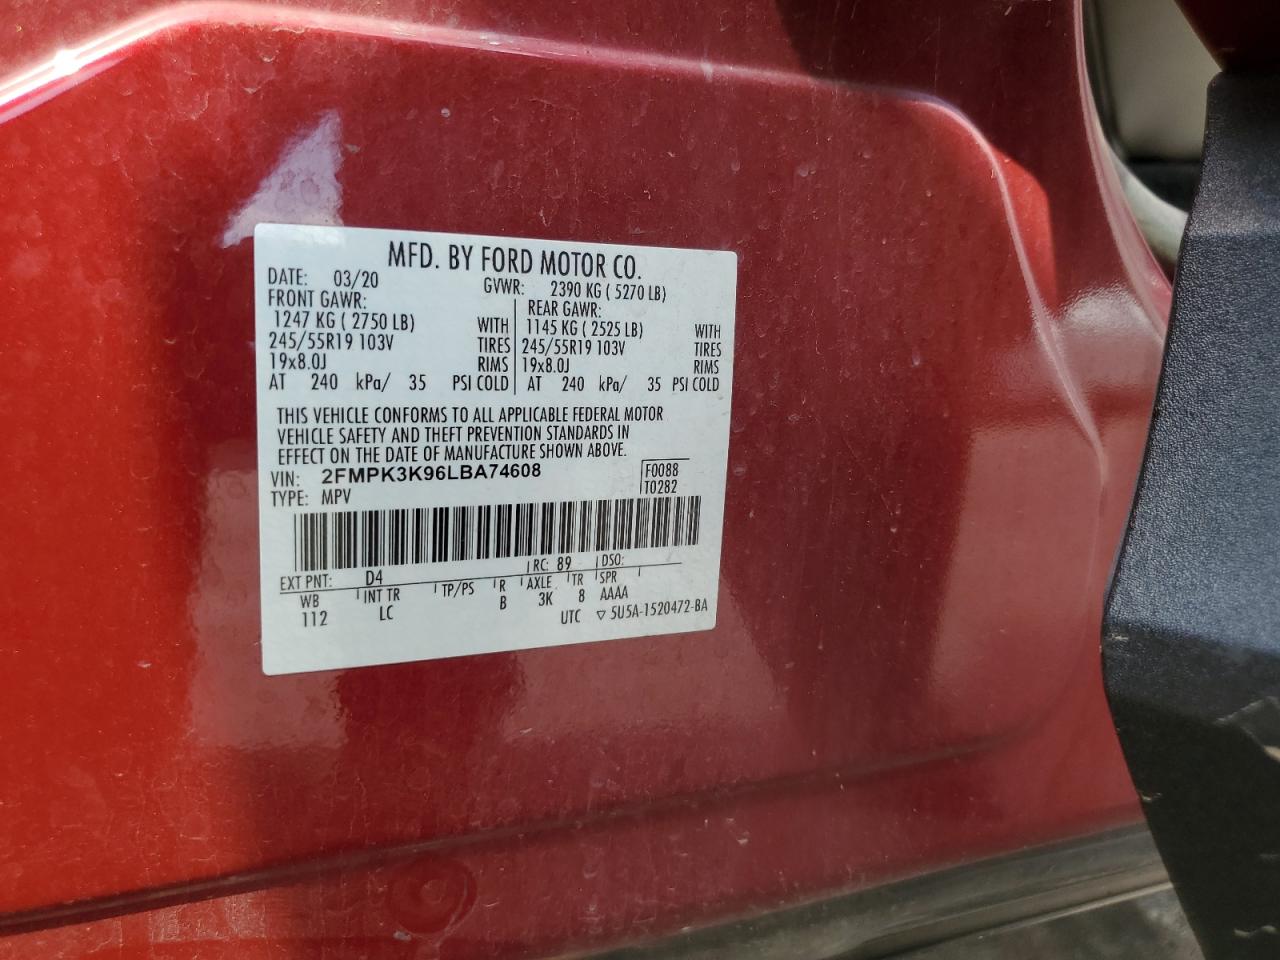 MFD. BY FORD MOTOR CO.
DATE: 03/20 GVWR: 2390 KG ( 5270 LB)
FRONT GAWR: REAR GAWR:
1247 KG ( 2750 LB) WITH 1145 KG ( 2525 LB) WITH
245/55R19 103V TIRES 245/55R19 103V TIRES
19x8.0J RIMS 19x8.0J RIMS
AT 240 kPa/ 35 PSI COLD AT 240 kPa/ 35 PSI COLD
THIS VEHICLE CONFORMS TO ALL APPLICABLE FEDERAL MOTOR
VEHICLE SAFETY AND THEFT PREVENTION STANDARDS IN
EFFECT ON THE DATE OF MANUFACTURE SHOWN ABOVE.
VIN: 2FMPK3K96LBA74608 F0088
TYPE: MPV T0282
EXT PNT: D4 RC: 89 DSO:
WB INT TR TP/PS R AXLE TR SPR
112 LC B 3K 8 AAAA
UTC ▽ 5U5A-1520472-BA